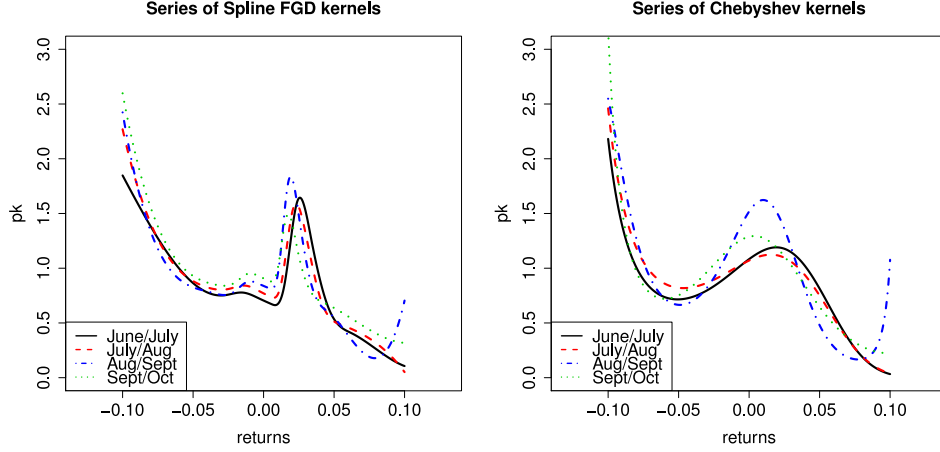 Series of Spline FGD kernels
pk
3.0
2.5
2.0
1.5
1.0
0.5
0.0
June/July
July/Aug
Aug/Sept
Sept/Oct
−0.10 −0.05 0.00 0.05 0.10
returns
Series of Chebyshev kernels
pk
3.0
2.5
2.0
1.5
1.0
0.5
0.0
June/July
July/Aug
Aug/Sept
Sept/Oct
−0.10 −0.05 0.00 0.05 0.10
returns